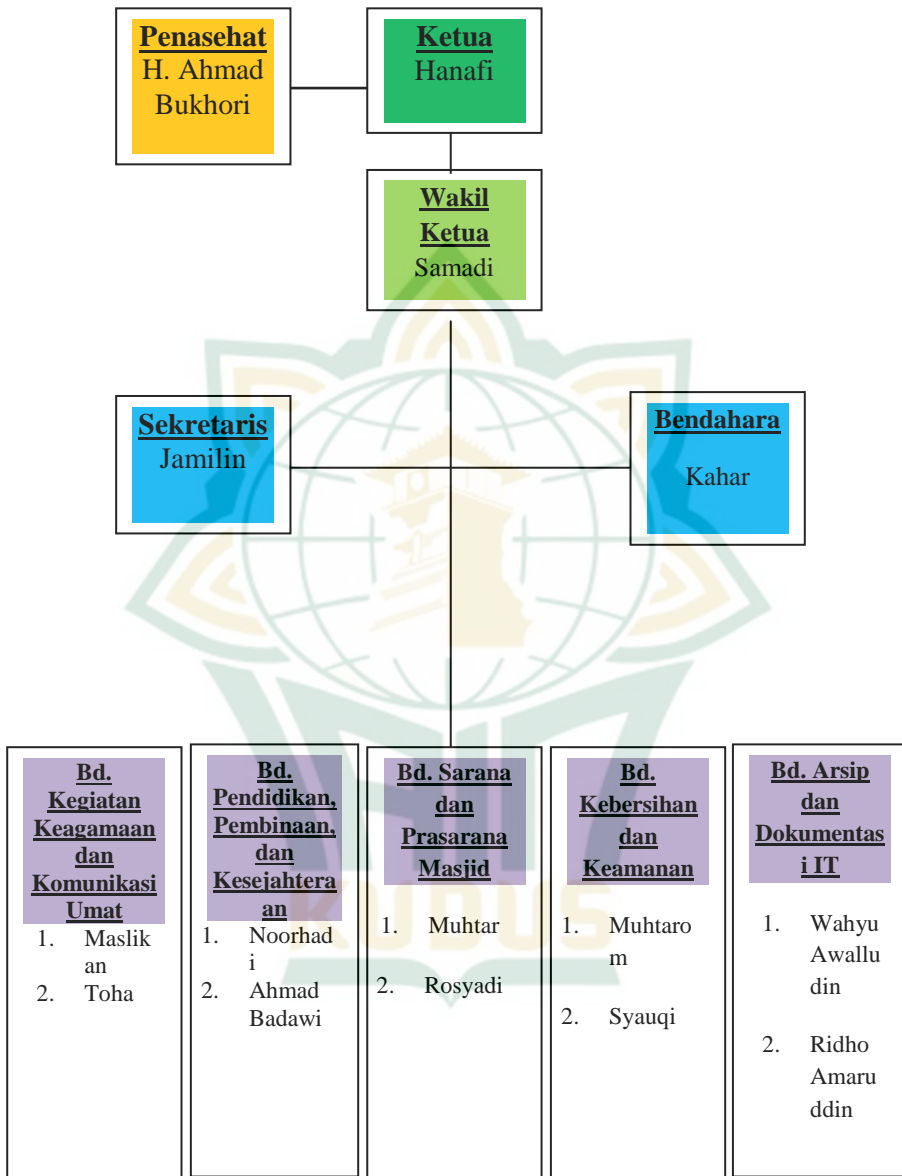 Penasehat
H. Ahmad
Bukhori
Ketua
Hanafi
Wakil
Ketua
Samadi
Sekretaris
Jamilin
Bendahara
Kahar
Bd.
Kegiatan
Keagamaan
dan
Komunikasi
Umat
1. Maslik
an
2. Toha
Bd.
Pendidikan,
Pembinaan,
dan
Kesejahtera
an
1. Noorhad
i
2. Ahmad
Badawi
Bd. Sarana
dan
Prasarana
Masjid
1. Muhtar
2. Rosyadi
Bd.
Kebersihan
dan
Keamanan
1. Muhtaro
m
2. Syauqi
Bd. Arsip
dan
Dokumentas
i IT
1. Wahyu
Awallu
din
2. Ridho
Amaru
ddin
KUDUS